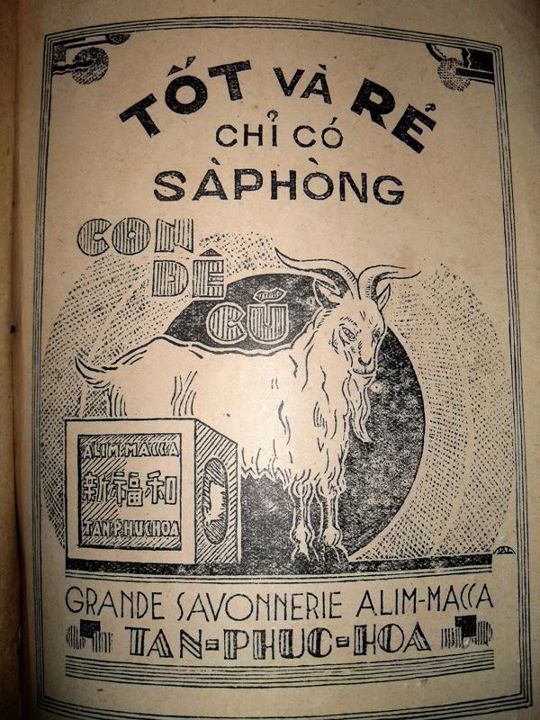 TỐT VÀ RẺ
CHỈ CÓ
SÀPHÒNG
CON
DÊ
CŨ
ALIM-MACCA
新福和
TAN-PHUC-HOA
GRANDE SAVONNERIE ALIM-MACCA
TAN-PHUC-HOA